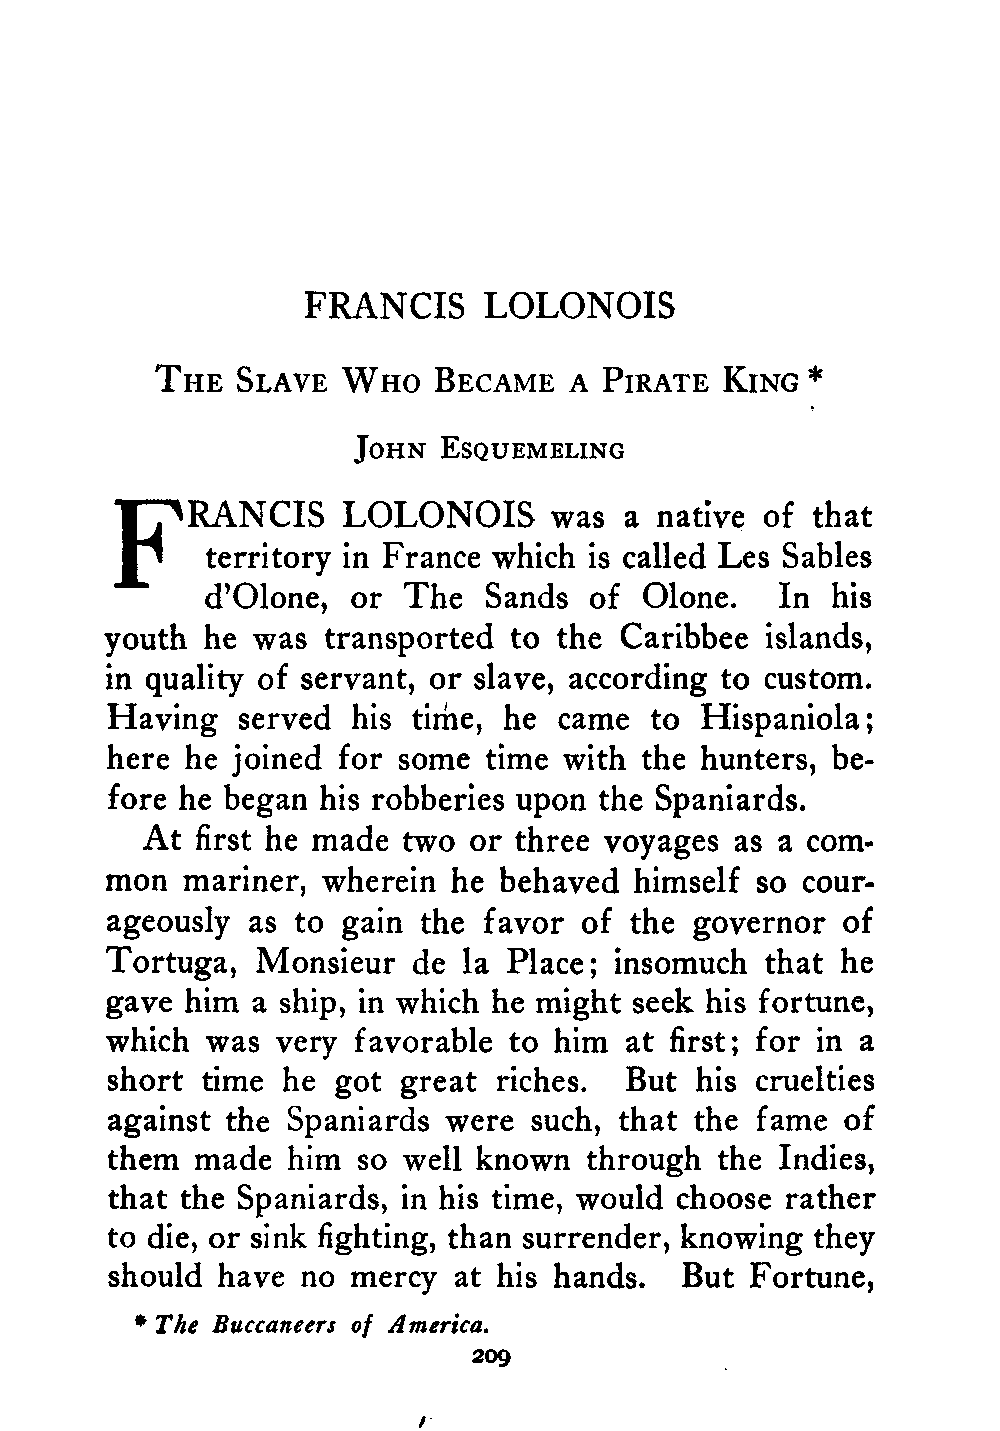 FRANCIS LOLONOIS
The Slave Who Became a Pirate King *
John Esquemeling
FRANCIS LOLONOIS was a native of that
territory in France which is called Les Sables
d'Olone, or The Sands of Olone. In his
youth he was transported to the Caribbee islands,
in quality of servant, or slave, according to custom.
Having served his time, he came to Hispaniola;
here he joined for some time with the hunters, be-
fore he began his robberies upon the Spaniards.
At first he made two or three voyages as a com-
mon mariner, wherein he behaved himself so cour-
ageously as to gain the favor of the governor of
Tortuga, Monsieur de la Place; insomuch that he
gave him a ship, in which he might seek his fortune,
which was very favorable to him at first; for in a
short time he got great riches. But his cruelties
against the Spaniards were such, that the fame of
them made him so well known through the Indies,
that the Spaniards, in his time, would choose rather
to die, or sink fighting, than surrender, knowing they
should have no mercy at his hands. But Fortune,
* The Buccaneers of America.
209